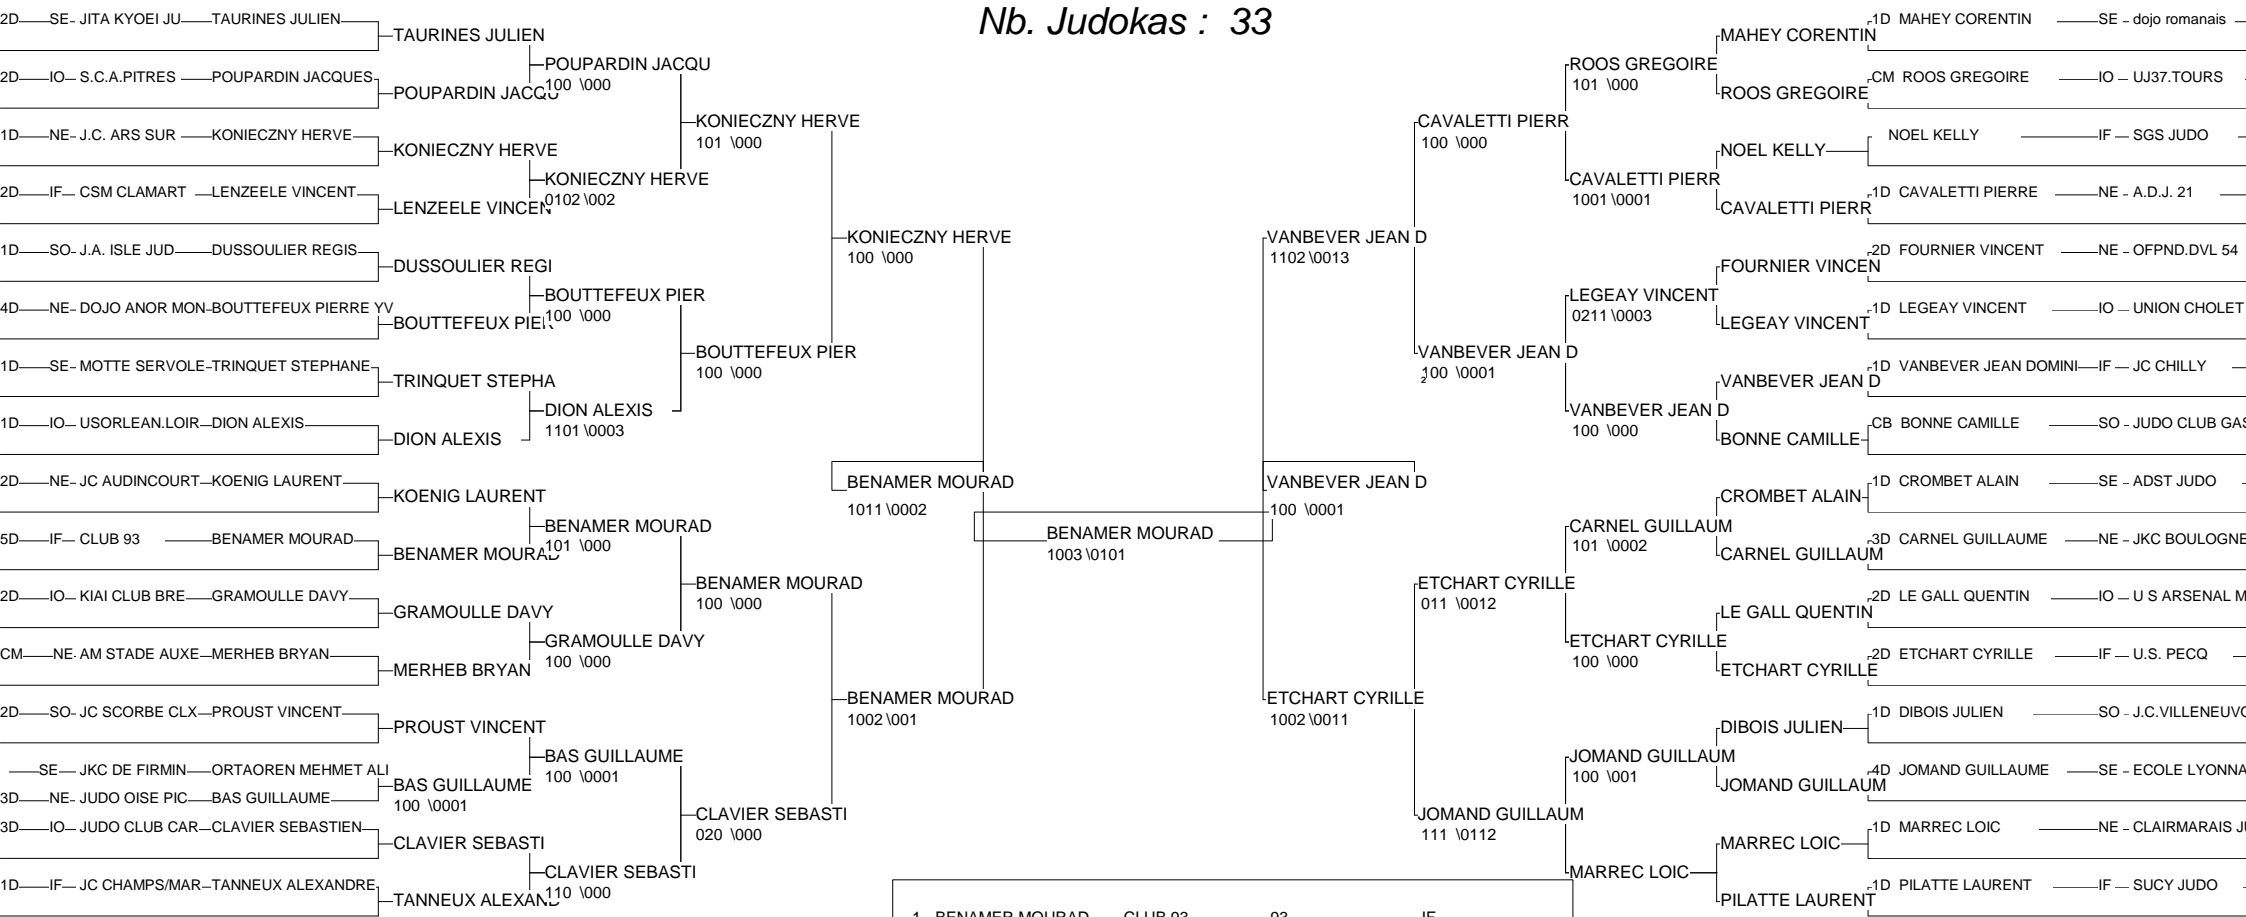 Nb. Judokas : 33
2D SE- JITA KYOEI JU TAURINES JULIEN
2D IO- S.C.A.PITRES POUPARDIN JACQUES
1D NE- J.C. ARS SUR KONIECZNY HERVE
2D IF- CSM CLAMART LENZEELE VINCENT
1D SO- J.A. ISLE JUD DUSSOULIER REGIS
4D NE- DOJO ANOR MON BOUTTEFEUX PIERRE YV
1D SE- MOTTE SERVOLE TRINQUET STEPHANE
1D IO- USORLEAN.LOIR DION ALEXIS
2D NE- JC AUDINCOURT KOENIG LAURENT
5D IF- CLUB 93 BENAMER MOURAD
2D IO- KIAI CLUB BRE GRAMOULLE DAVY
CM NE- AM STADE AUXE MERHEB BRYAN
2D SO- JC SCORBE CLX PROUST VINCENT
SE- JKC DE FIRMIN ORTAOREN MEHMET ALI
3D NE- JUDO OISE PIC BAS GUILLAUME
3D IO- JUDO CLUB CAR CLAVIER SEBASTIEN
1D IF- JC CHAMPS/MAR TANNEUX ALEXANDRE
TAURINES JULIEN
POUPARDIN JACQU
KONIECZNY HERVE
LENZEELE VINCEN
DUSSOULIER REGI
BOUTTEFEUX PIER
TRINQUET STEPHA
DION ALEXIS
KOENIG LAURENT
BENAMER MOURAD
GRAMOULLE DAVY
MERHEB BRYAN
PROUST VINCENT
BAS GUILLAUME
100 \0001
CLAVIER SEBASTI
TANNEUX ALEXAND
POUPARDIN JACQU
100 \000
KONIECZNY HERVE
0102 \002
BOUTTEFEUX PIER
100 \000
DION ALEXIS
1101 \0003
BENAMER MOURAD
101 \000
GRAMOULLE DAVY
100 \000
BAS GUILLAUME
100 \0001
CLAVIER SEBASTI
110 \000
KONIECZNY HERVE
101 \000
BOUTTEFEUX PIER
100 \000
BENAMER MOURAD
100 \000
CLAVIER SEBASTI
020 \000
KONIECZNY HERVE
100 \000
BENAMER MOURAD
1011 \0002
BENAMER MOURAD
1002 \001
BENAMER MOURAD
1003 \0101
VANBEVER JEAN D
1102 \0013
VANBEVER JEAN D
100 \0001
ETCHART CYRILLE
1002 \0011
CAVALETTI PIERR
100 \000
VANBEVER JEAN D
100 \0001
2
ETCHART CYRILLE
011 \0012
JOMAND GUILLAUM
111 \0112
ROOS GREGOIRE
101 \000
CAVALETTI PIERR
1001 \0001
LEGEAY VINCENT
0211 \0003
VANBEVER JEAN D
100 \000
CARNEL GUILLAUM
101 \0002
ETCHART CYRILLE
100 \000
JOMAND GUILLAUM
100 \001
MARREC LOIC
MAHEY CORENTIN
ROOS GREGOIRE
NOEL KELLY
CAVALETTI PIERR
FOURNIER VINCEN
LEGEAY VINCENT
VANBEVER JEAN D
BONNE CAMILLE
CROMBET ALAIN
CARNEL GUILLAUM
LE GALL QUENTIN
ETCHART CYRILLE
DIBOIS JULIEN
JOMAND GUILLAUM
MARREC LOIC
PILATTE LAURENT
1D MAHEY CORENTIN SE - dojo romanais
CM ROOS GREGOIRE IO - UJ37.TOURS
NOEL KELLY IF - SGS JUDO
1D CAVALETTI PIERRE NE - A.D.J. 21
2D FOURNIER VINCENT NE - OFPND.DVL 54
1D LEGEAY VINCENT IO - UNION CHOLET
1D VANBEVER JEAN DOMINI IF - JC CHILLY
CB BONNE CAMILLE SO - JUDO CLUB GAS
1D CROMBET ALAIN SE - ADST JUDO
3D CARNEL GUILLAUME NE - JKC BOULOGNE
2D LE GALL QUENTIN IO - U S ARSENAL M
2D ETCHART CYRILLE IF - U.S. PECQ
1D DIBOIS JULIEN SO - J.C.VILLENEUVO
4D JOMAND GUILLAUME SE - ECOLE LYONNA
1D MARREC LOIC NE - CLAIRMARAIS JU
1D PILATTE LAURENT IF - SUCY JUDO
1 BENAMER MOURAD CLUB 93 93 IF